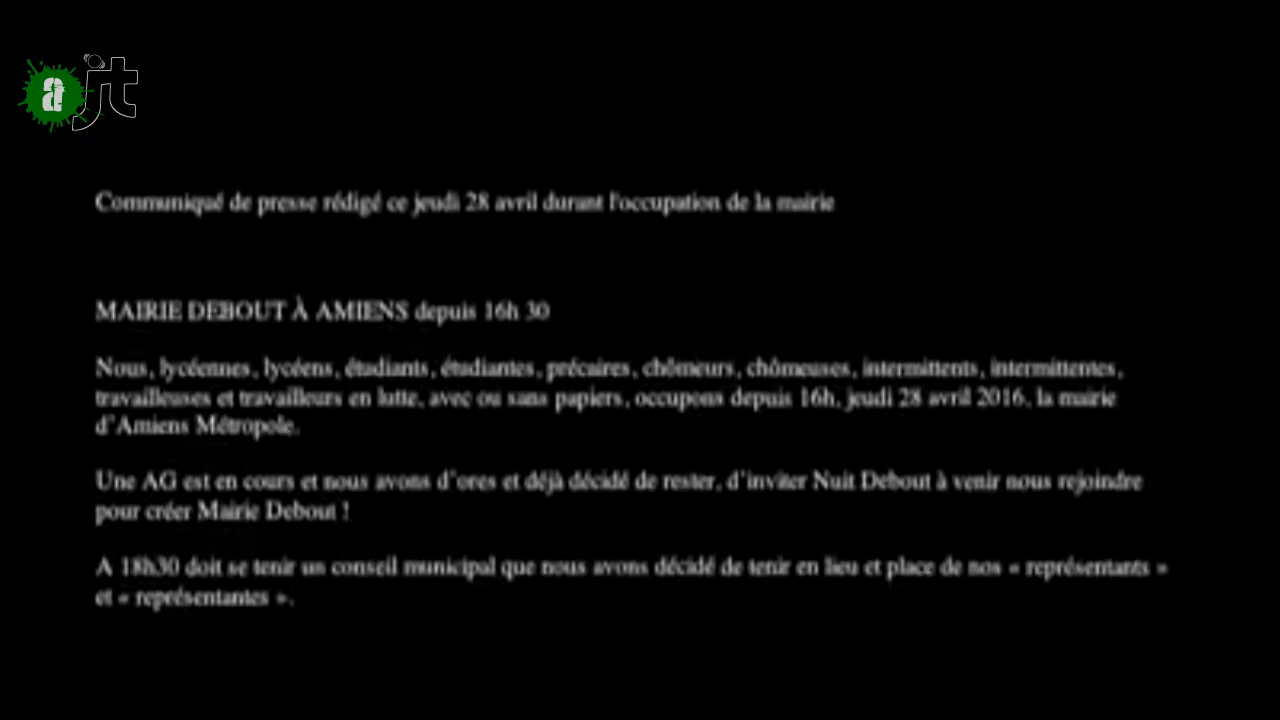 ajt
Communiqué de presse rédigé ce jeudi 28 avril durant l'occupation de la mairie
MAIRIE DEBOUT À AMIENS depuis 16h 30
Nous, lycéennes, lycéens, étudiants, étudiantes, précaires, chômeurs, chômeuses, intermittents, intermittentes,
travailleuses et travailleurs en lutte, avec ou sans papiers, occupons depuis 16h, jeudi 28 avril 2016, la mairie
d'Amiens Métropole.
Une AG est en cours et nous avons d'ores et déjà décidé de rester, d'inviter Nuit Debout à venir nous rejoindre
pour créer Mairie Debout !
A 18h30 doit se tenir un conseil municipal que nous avons décidé de tenir en lieu et place de nos « représentants »
et « représentantes ».